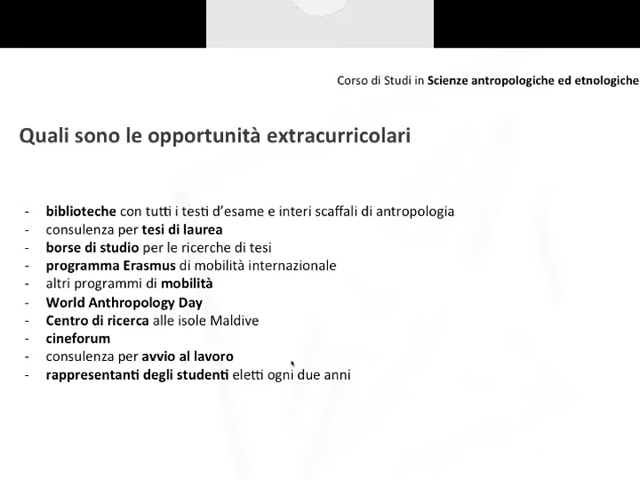 Corso di Studi in Scienze antropologiche ed etnologiche
Quali sono le opportunità extracurricolari
- biblioteche con tutti i testi d’esame e interi scaffali di antropologia
- consulenza per tesi di laurea
- borse di studio per le ricerche di tesi
- programma Erasmus di mobilità internazionale
- altri programmi di mobilità
- World Anthropology Day
- Centro di ricerca alle isole Maldive
- cineforum
- consulenza per avvio al lavoro
- rappresentanti degli studenti eletti ogni due anni